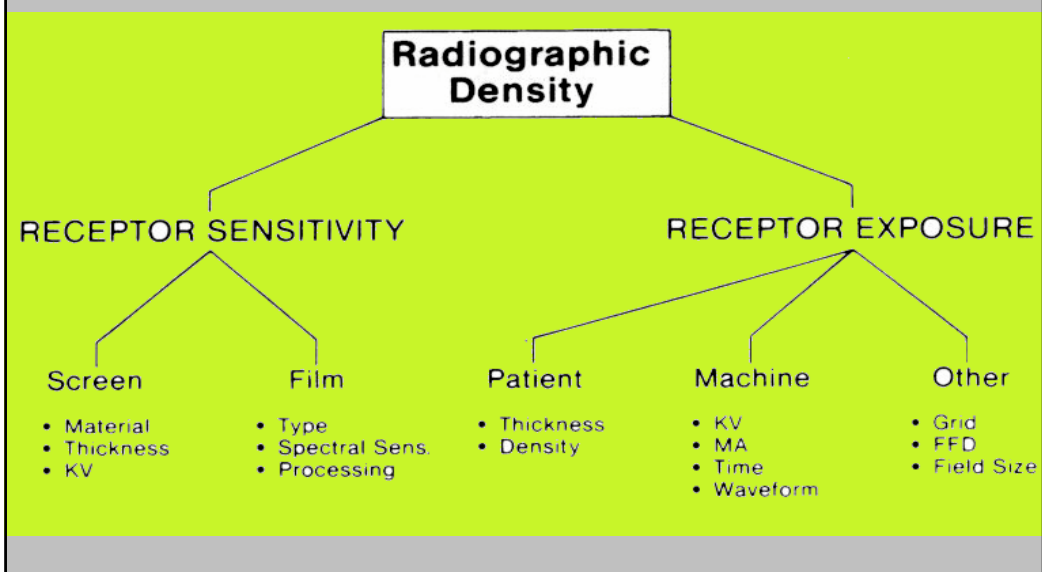 Radiographic
Density
RECEPTOR SENSITIVITY
RECEPTOR EXPOSURE
Screen
• Material
• Thickness
• KV
Film
• Type
• Spectral Sens.
• Processing
Patient
• Thickness
• Density
Machine
• KV
• MA
• Time
• Waveform
Other
• Grid
• FFD
• Field Size